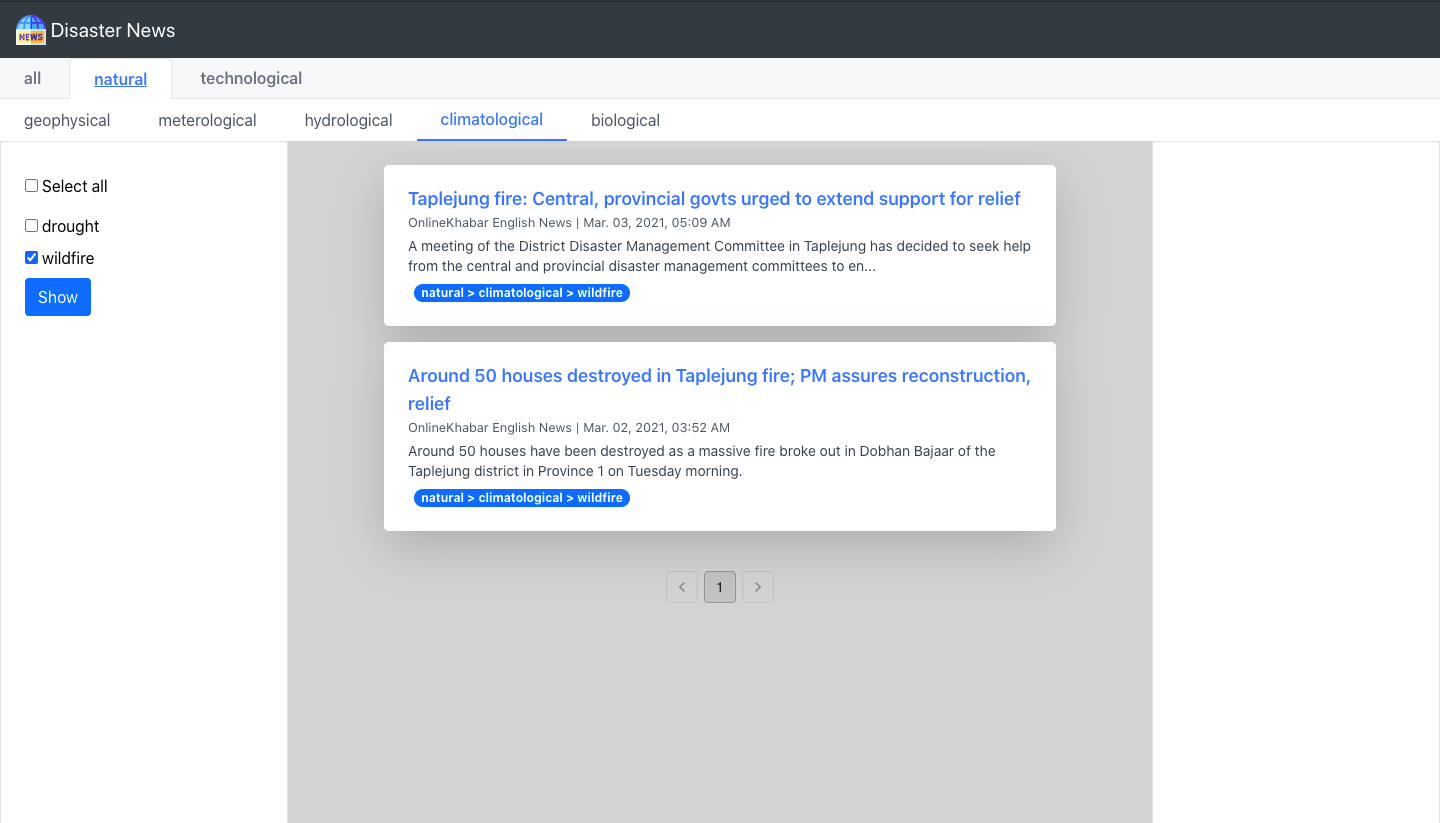 NEWS Disaster News
all natural technological
geophysical meterological hydrological climatological biological
Select all
drought
wildfire
Show
Taplejung fire: Central, provincial govts urged to extend support for relief
OnlineKhabar English News | Mar. 03, 2021, 05:09 AM
A meeting of the District Disaster Management Committee in Taplejung has decided to seek help
from the central and provincial disaster management committees to en...
natural > climatological > wildfire
Around 50 houses destroyed in Taplejung fire; PM assures reconstruction,
relief
OnlineKhabar English News | Mar. 02, 2021, 03:52 AM
Around 50 houses have been destroyed as a massive fire broke out in Dobhan Bajaar of the
Taplejung district in Province 1 on Tuesday morning.
natural > climatological > wildfire
< 1 >